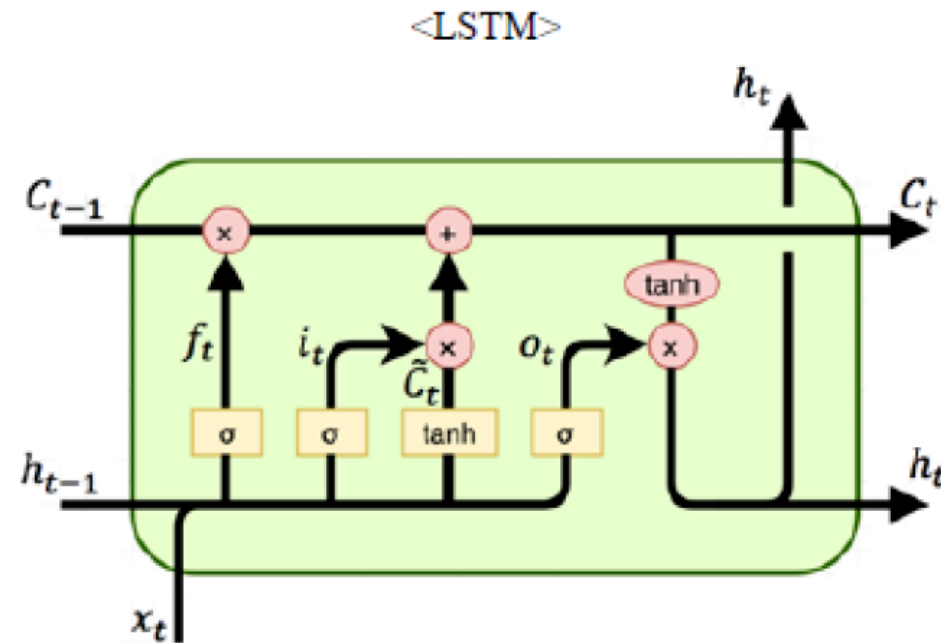 <LSTM>
h_t
C_{t-1}
C_t
×
+
tanh
f_t
i_t
×
o_t
×
C̃_t
σ
σ
tanh
σ
h_{t-1}
h_t
x_t